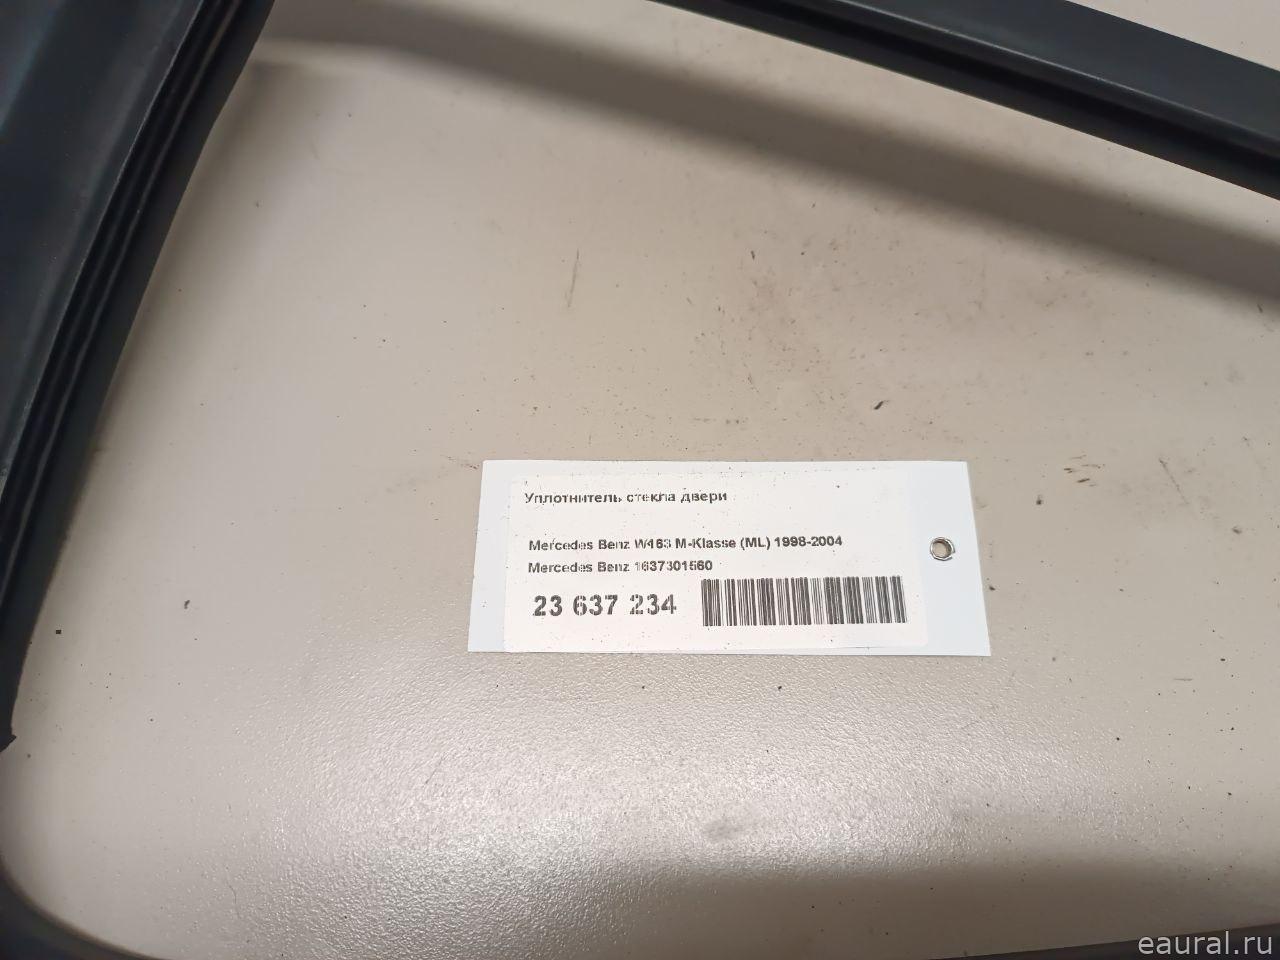 Уплотнитель стекла двери
Mercedes Benz W163 M-Klasse (ML) 1998-2004
Mercedes Benz 1637301560
23 637 234
eaural.ru